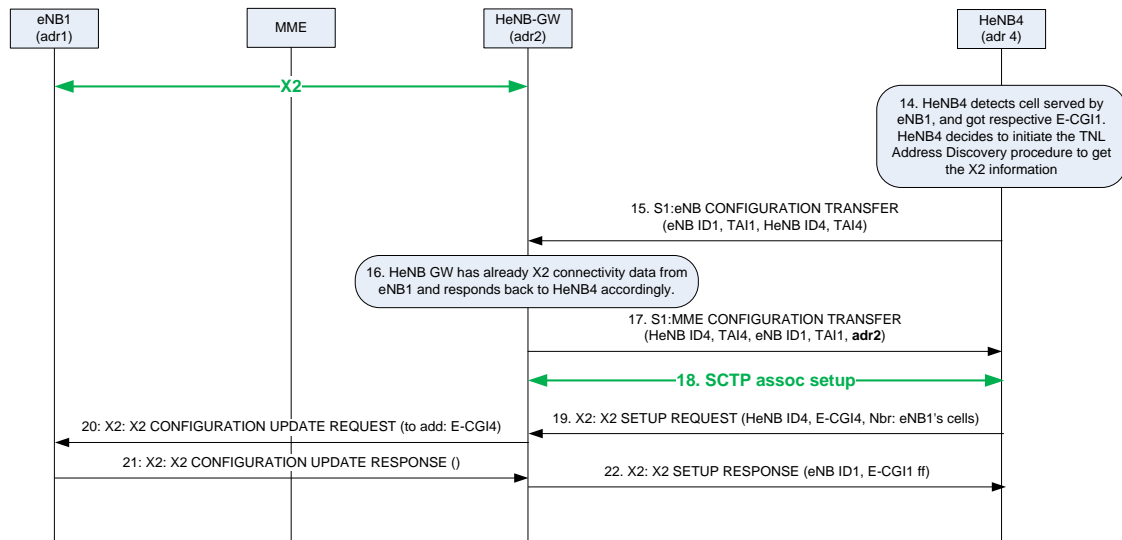 eNB1
(adr1)
MME
HeNB-GW
(adr2)
HeNB4
(adr 4)
X2
14. HeNB4 detects cell served by
eNB1, and got respective E-CGI1.
HeNB4 decides to initiate the TNL
Address Discovery procedure to get
the X2 information
15. S1:eNB CONFIGURATION TRANSFER
(eNB ID1, TAI1, HeNB ID4, TAI4)
16. HeNB GW has already X2 connectivity data from
eNB1 and responds back to HeNB4 accordingly.
17. S1:MME CONFIGURATION TRANSFER
(HeNB ID4, TAI4, eNB ID1, TAI1, adr2)
18. SCTP assoc setup
19. X2: X2 SETUP REQUEST (HeNB ID4, E-CGI4, Nbr: eNB1's cells)
20: X2: X2 CONFIGURATION UPDATE REQUEST (to add: E-CGI4)
21: X2: X2 CONFIGURATION UPDATE RESPONSE ()
22. X2: X2 SETUP RESPONSE (eNB ID1, E-CGI1 ff)